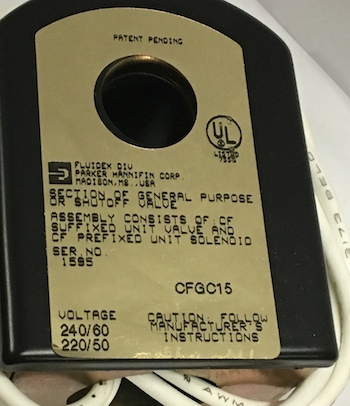 PATENT PENDING
UL
LISTED
FLUIDEX DIV
PARKER HANNIFIN CORP.
MADISON, MS., USA
SECTION OF GENERAL PURPOSE
OR SHUTOFF VALVE
ASSEMBLY CONSISTS OF CF
SUFFIXED UNIT VALVE AND
CF PREFIXED UNIT SOLENOID
SER.NO.
1595
CFGC15
VOLTAGE
240/60
220/50
CAUTION, FOLLOW
MANUFACTURER'S
INSTRUCTIONS
AWM